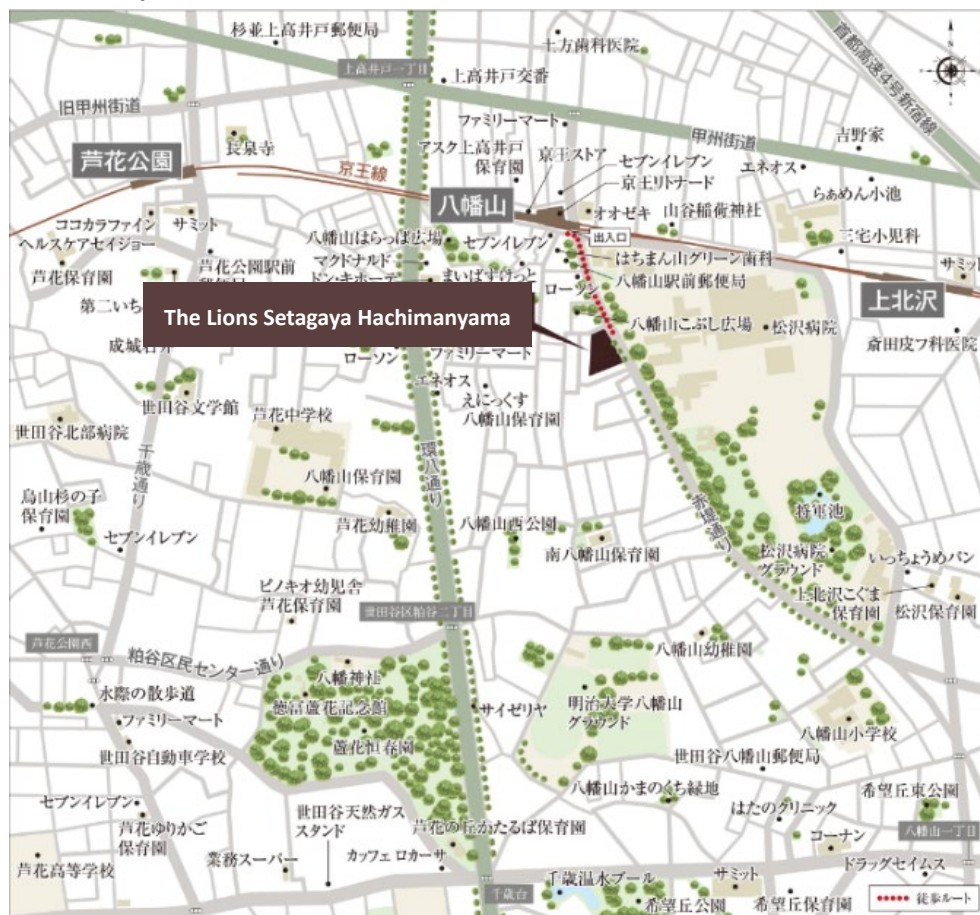 杉並上高井戸郵便局
土方歯科医院
首都高速4号新宿線
上高井戸一丁目
上高井戸交番
旧甲州街道
ファミリーマート
甲州街道
吉野家
長泉寺
アスク上高井戸
保育園
京王ストア
セブンイレブン
エネオス
芦花公園
京王線
京王リトナード
らぁめん小池
八幡山
オオゼキ
山谷稲荷神社
ココカラファイン
サミット
出入口
三宅小児科
ヘルスケアセイジョー
八幡山はらっぱ広場
セブンイレブン
はちまん山グリーン歯科
芦花保育園
芦花公園駅前
マクドナルド
ドン・キホーテ
まいばすけっと
ローソン
八幡山駅前郵便局
サミット
第二いち
上北沢
The Lions Setagaya Hachimanyama
八幡山こぶし広場
松沢病院
成城石井
ローソン
ファミリーマート
斎田皮フ科医院
エネオス
えにっくす
八幡山保育園
世田谷文学館
芦花中学校
世田谷北部病院
千歳通り
環八通り
八幡山保育園
烏山杉の子
保育園
芦花幼稚園
八幡山西公園
赤堤通り
将軍池
セブンイレブン
南八幡山保育園
松沢病院
グラウンド
いっちょうめパン
ピノキオ幼児舎
芦花保育園
上北沢こぐま
保育園
松沢保育園
世田谷区粕谷二丁目
芦花公園西
粕谷区民センター通り
八幡山幼稚園
八幡神社
水際の散歩道
徳冨蘆花記念館
サイゼリヤ
明治大学八幡山
グラウンド
ファミリーマート
蘆花恒春園
八幡山小学校
世田谷自動車学校
世田谷八幡山郵便局
セブンイレブン
八幡山かまのくち緑地
希望丘東公園
世田谷天然ガス
スタンド
はたのクリニック
芦花ゆりかご
保育園
芦花の丘かたるぱ保育園
コーナン
八幡山一丁目
芦花高等学校
業務スーパー
カッフェ ロカーサ
ドラッグセイムス
千歳台
千歳温水プール
サミット
希望丘公園
希望丘保育園
徒歩ルート